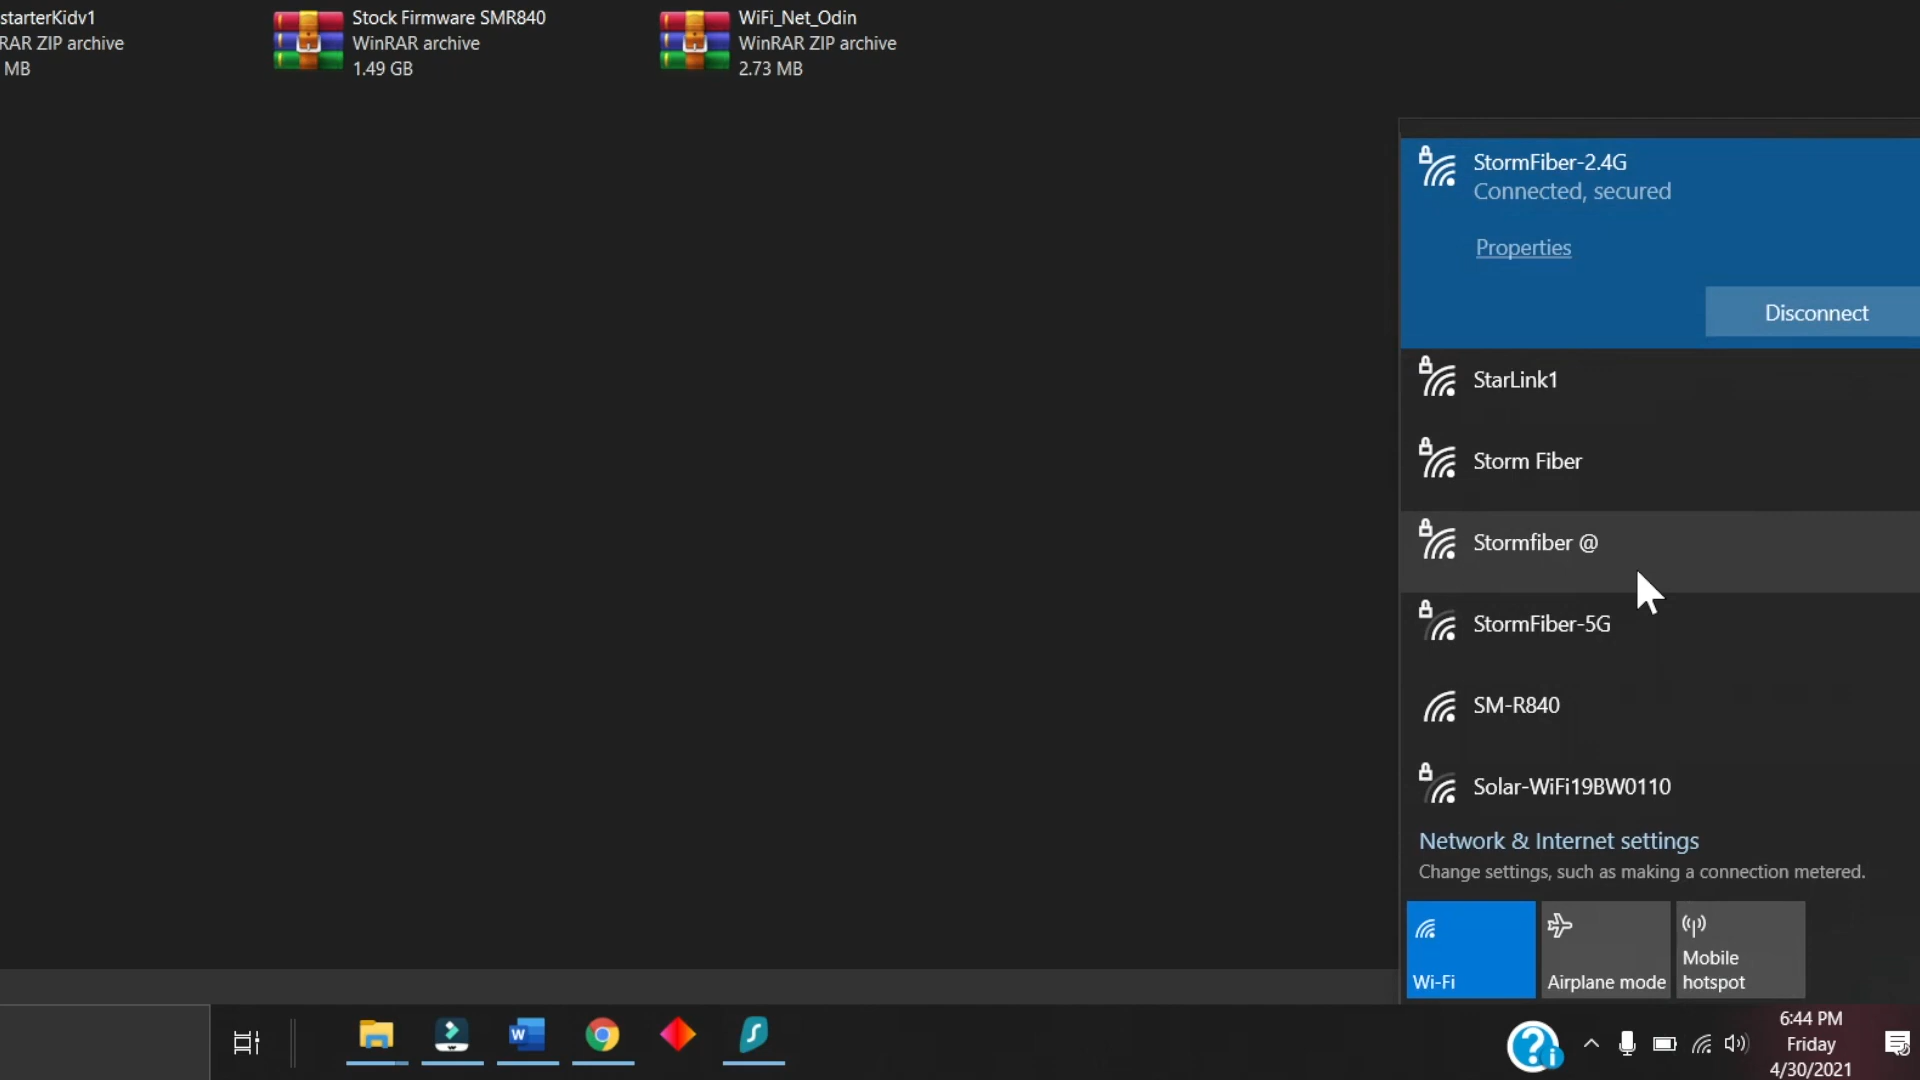 starterKidv1
RAR ZIP archive
MB
Stock Firmware SMR840
WinRAR archive
1.49 GB
WiFi_Net_Odin
WinRAR ZIP archive
2.73 MB
StormFiber-2.4G
Connected, secured
Properties
Disconnect
StarLink1
Storm Fiber
Stormfiber @
StormFiber-5G
SM-R840
Solar-WiFi19BW0110
Network & Internet settings
Change settings, such as making a connection metered.
Wi-Fi
Airplane mode
Mobile
hotspot
6:44 PM
Friday
4/30/2021